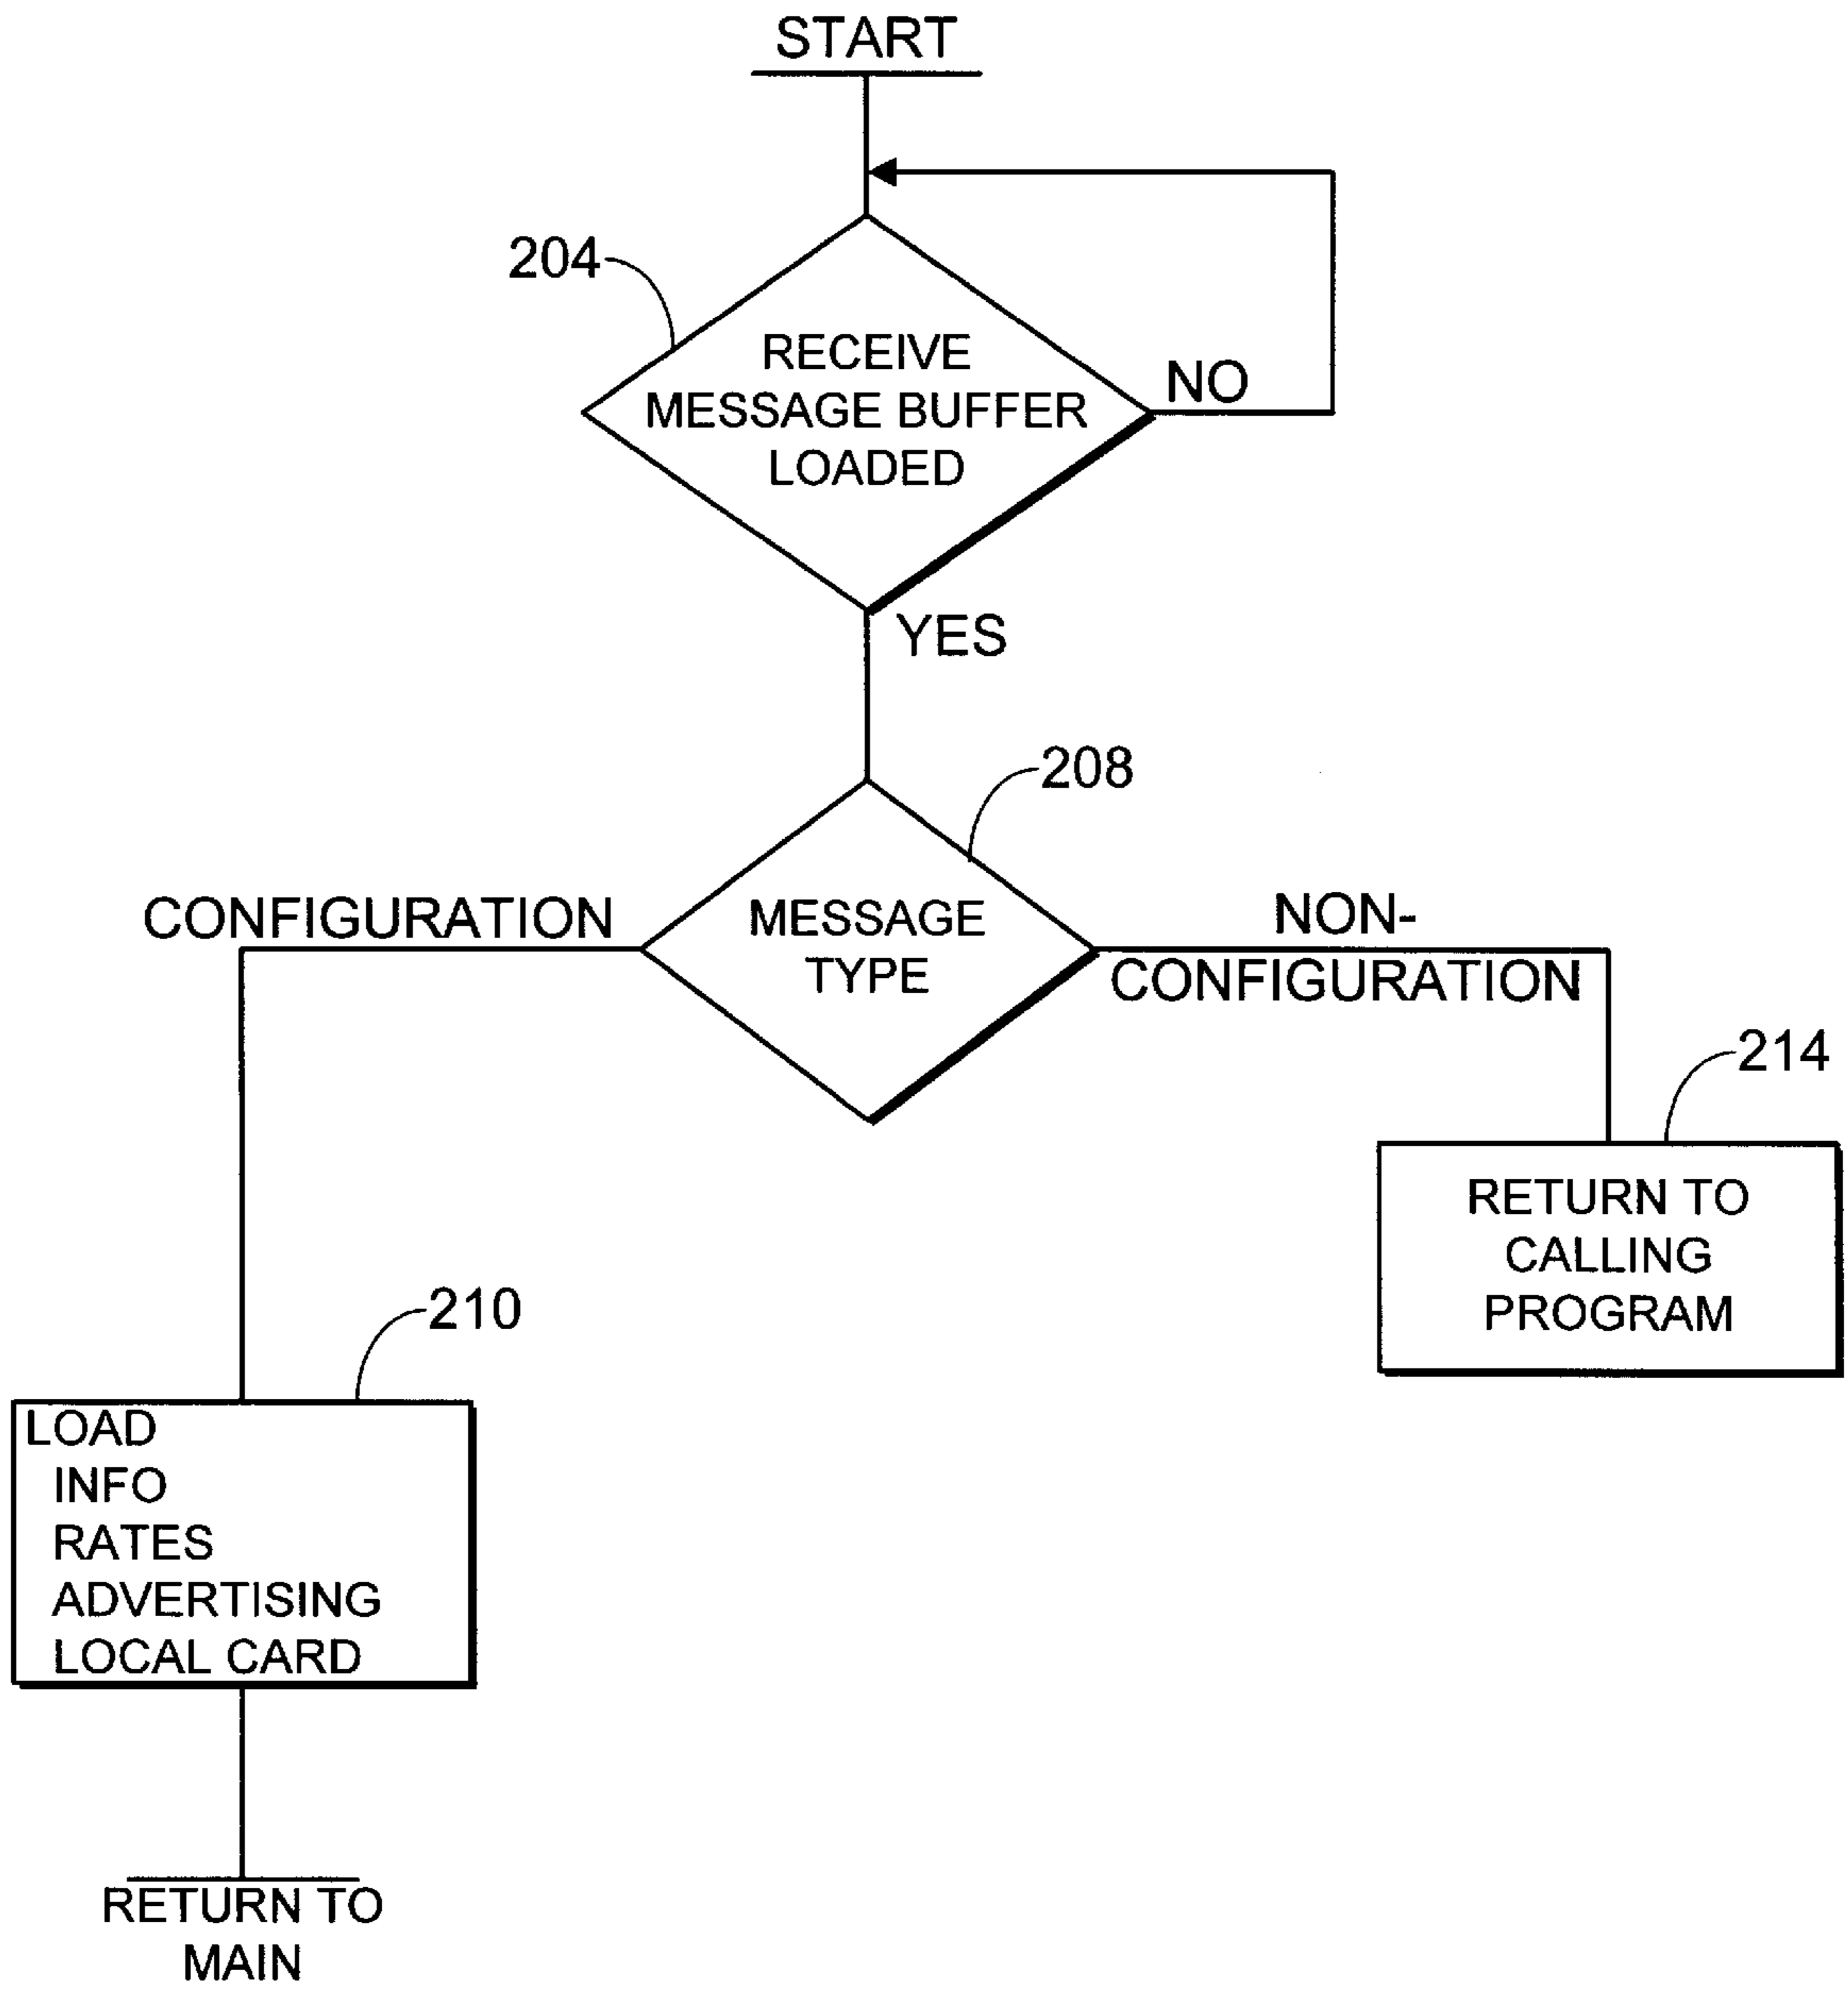 START
204
RECEIVE
MESSAGE BUFFER
LOADED
NO
YES
208
MESSAGE
TYPE
CONFIGURATION
NON-
CONFIGURATION
214
RETURN TO
CALLING
PROGRAM
210
LOAD
INFO
RATES
ADVERTISING
LOCAL CARD
RETURN TO
MAIN